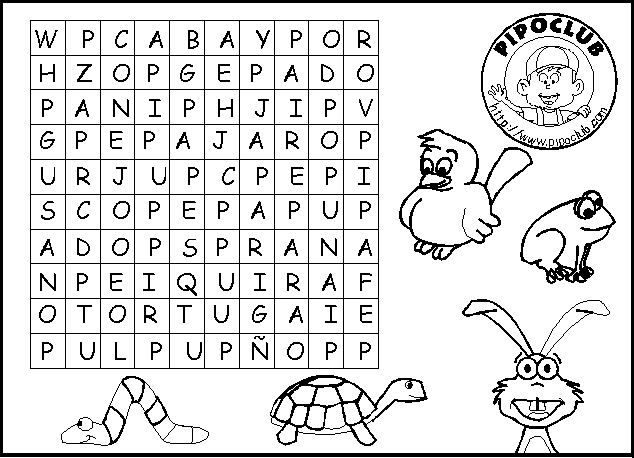 W P C A B A Y P O R
H Z O P G E P A D O
P A N I P H J I P V
G P E P A J A R O P
U R J U P C P E P I
S C O P E P A P U P
A D O P S P R A N A
N P E I Q U I R A F
O T O R T U G A I E
P U L P U P Ñ O P P
PIPOCLUB
http://www.pipoclub.com